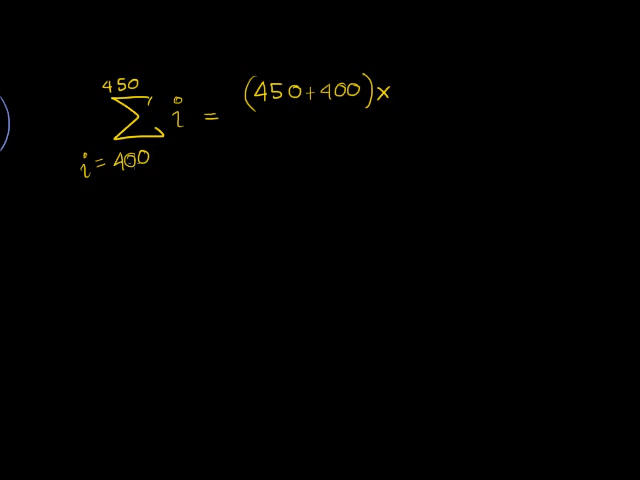 450
∑ i = (450+400)x
i = 400